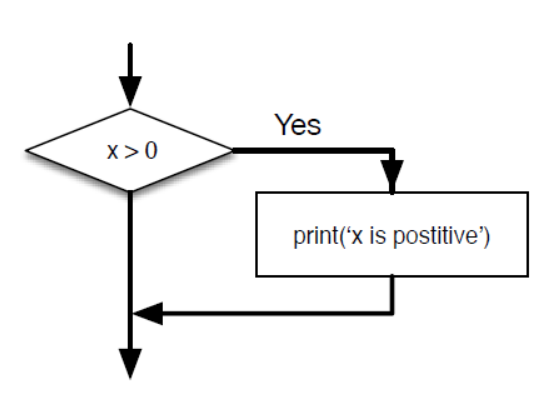 Yes
x > 0
print(‘x is postitive’)